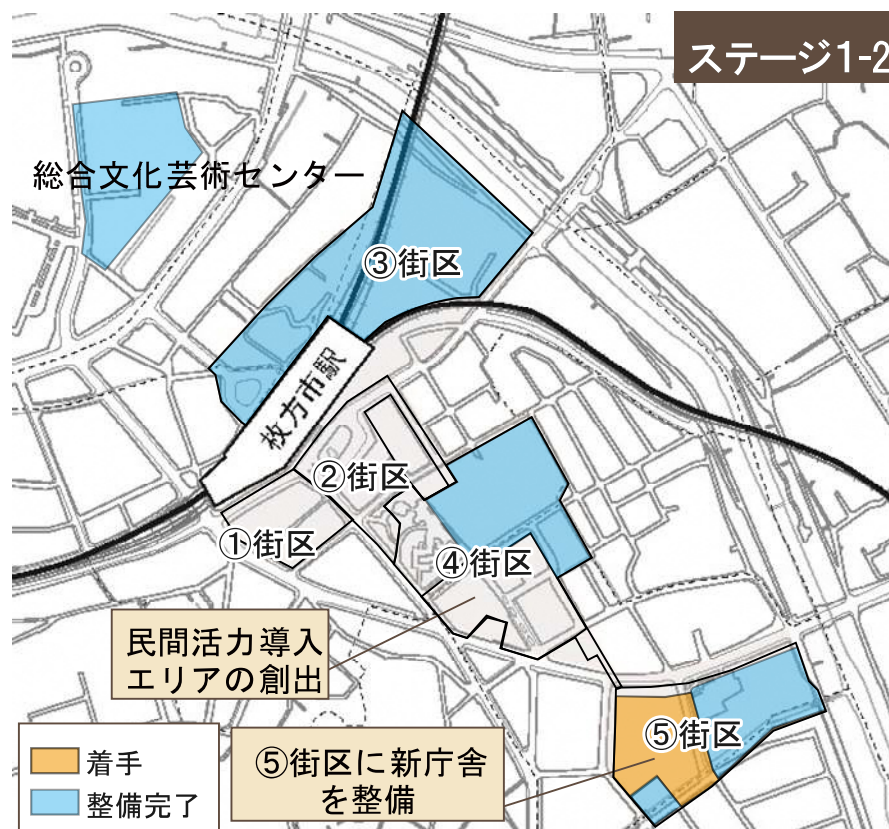 ステージ1-2
総合文化芸術センター
③街区
枚方市駅
②街区
①街区
④街区
民間活力導入
エリアの創出
⑤街区
⑤街区に新庁舎
を整備
着手
整備完了